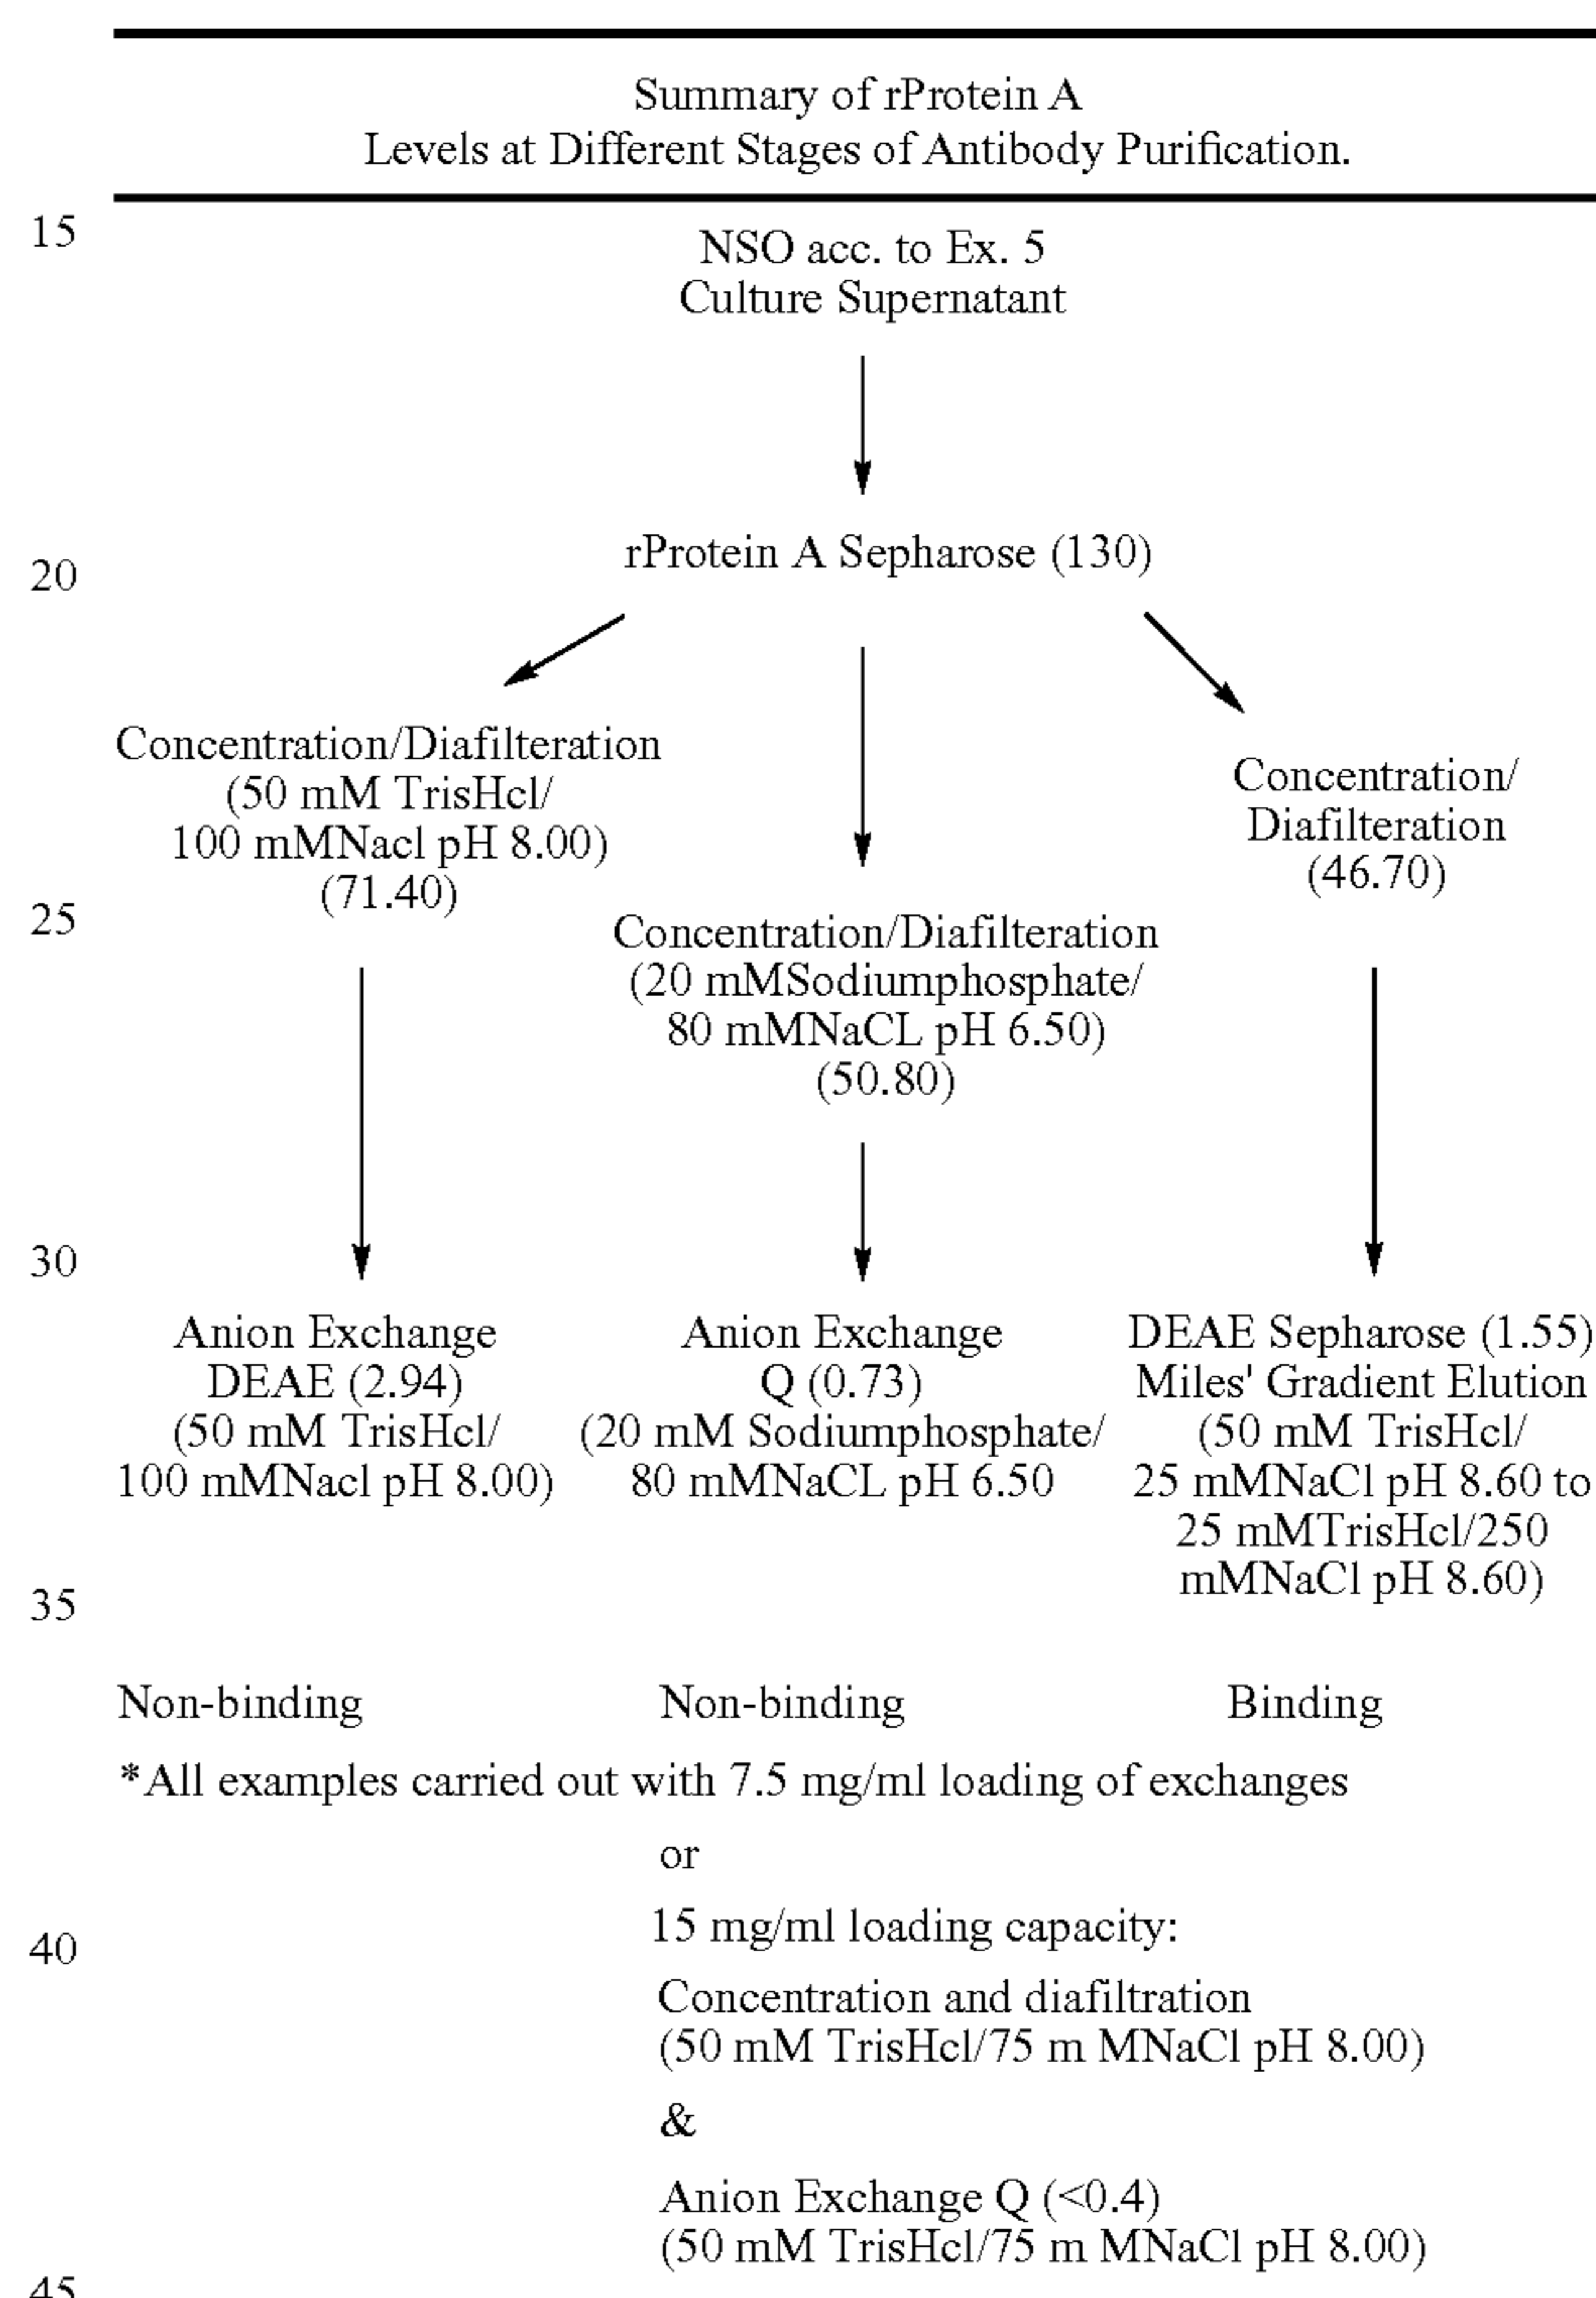 Summary of rProtein A
Levels at Different Stages of Antibody Purification.
15
NSO acc. to Ex. 5
Culture Supernatant
rProtein A Sepharose (130)
20
Concentration/Diafilteration
(50 mM TrisHcl/
100 mMNacl pH 8.00)
(71.40)
25
Concentration/Diafilteration
(20 mMSodiumphosphate/
80 mMNaCL pH 6.50)
(50.80)
Concentration/
Diafilteration
(46.70)
30
Anion Exchange
DEAE (2.94)
(50 mM TrisHcl/
100 mMNacl pH 8.00)
Anion Exchange
Q (0.73)
(20 mM Sodiumphosphate/
80 mMNaCL pH 6.50
DEAE Sepharose (1.55)
Miles' Gradient Elution
(50 mM TrisHcl/
25 mMNaCl pH 8.60 to
25 mMTrisHcl/250
mMNaCl pH 8.60)
35
Non-binding Non-binding Binding
*All examples carried out with 7.5 mg/ml loading of exchanges
or
15 mg/ml loading capacity:
40
Concentration and diafiltration
(50 mM TrisHcl/75 m MNaCl pH 8.00)
&
Anion Exchange Q (<0.4)
(50 mM TrisHcl/75 m MNaCl pH 8.00)
45